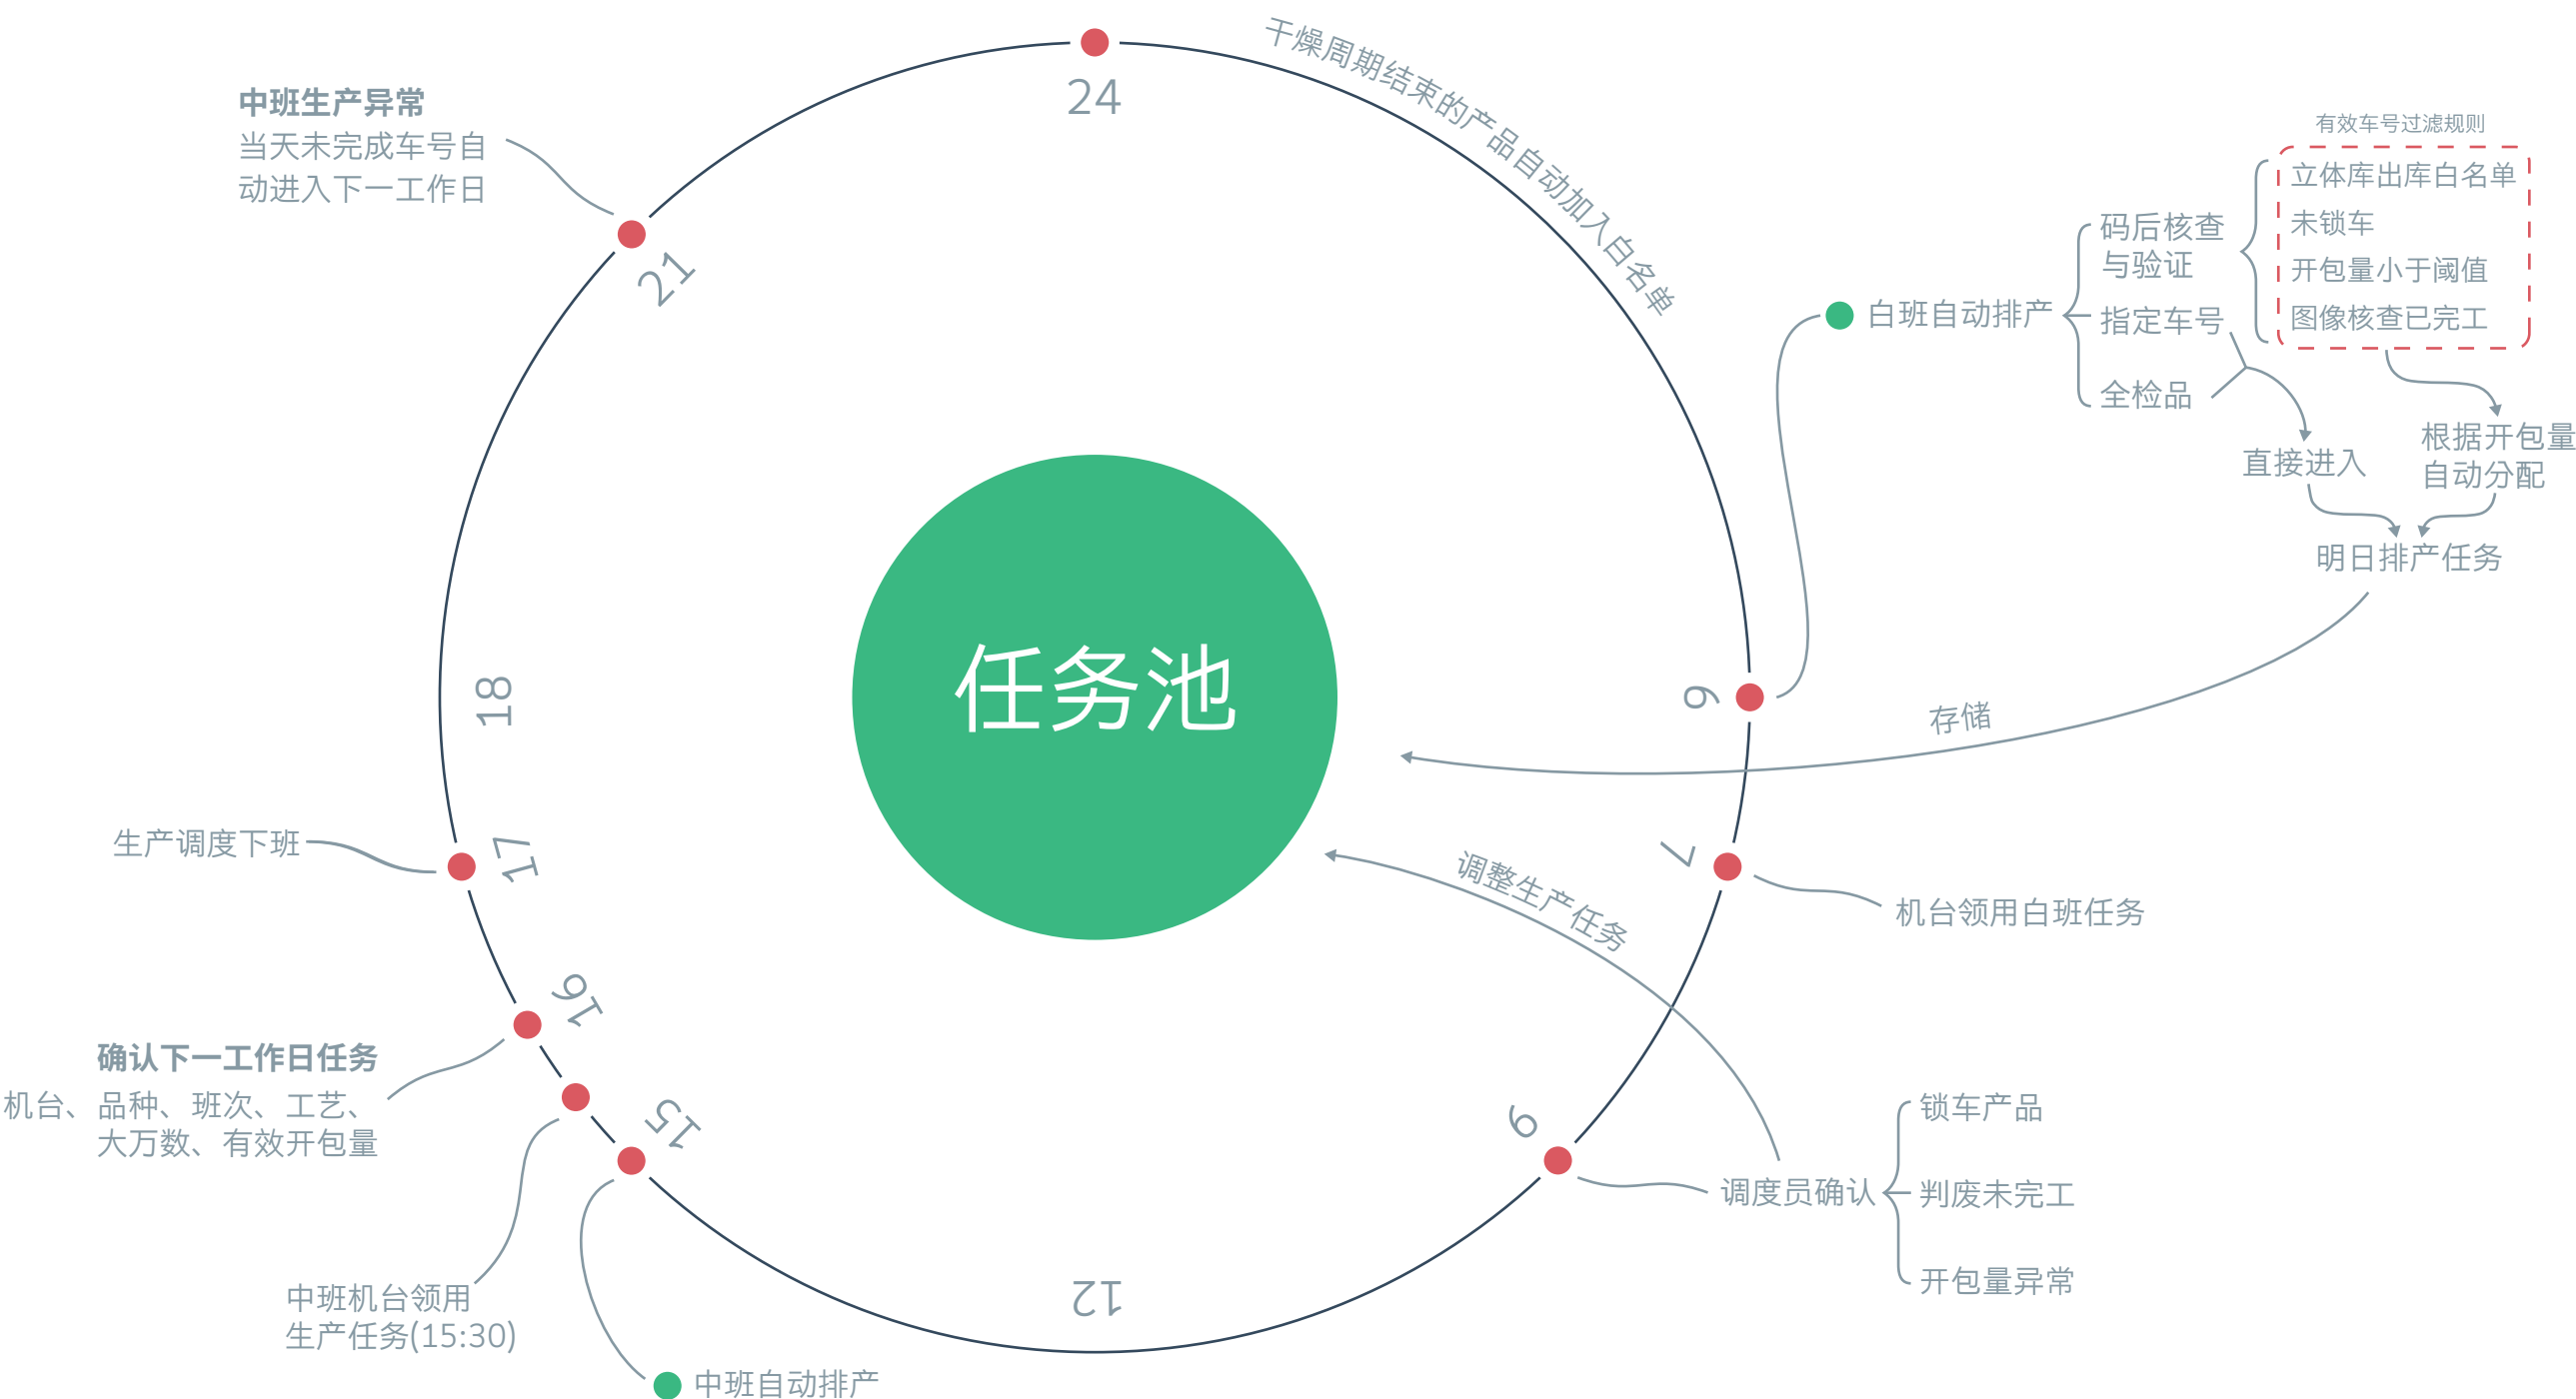 24
干燥周期结束的产品自动加入白名单
中班生产异常
当天未完成车号自
动进入下一工作日
21
有效车号过滤规则
立体库出库白名单
未锁车
开包量小于阈值
图像核查已完工
码后核查
与验证
指定车号
全检品
白班自动排产
直接进入
根据开包量
自动分配
明日排产任务
存储
任务池
6
18
生产调度下班
17
7
机台领用白班任务
调整生产任务
16
确认下一工作日任务
机台、品种、班次、工艺、
大万数、有效开包量
15
9
调度员确认
锁车产品
判废未完工
开包量异常
12
中班机台领用
生产任务(15:30)
中班自动排产